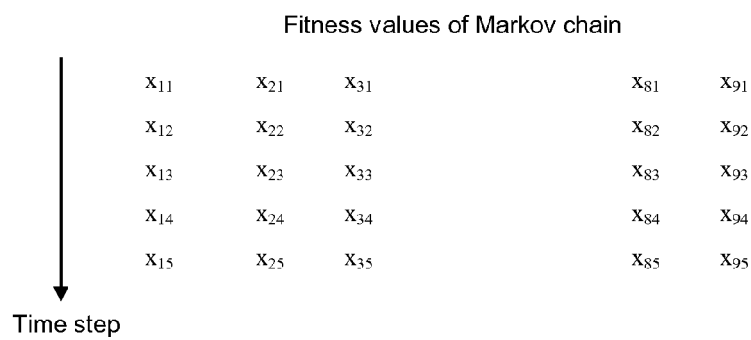 Fitness values of Markov chain
x₁₁ x₂₁ x₃₁ x₈₁ x₉₁
x₁₂ x₂₂ x₃₂ x₈₂ x₉₂
x₁₃ x₂₃ x₃₃ x₈₃ x₉₃
x₁₄ x₂₄ x₃₄ x₈₄ x₉₄
x₁₅ x₂₅ x₃₅ x₈₅ x₉₅
Time step